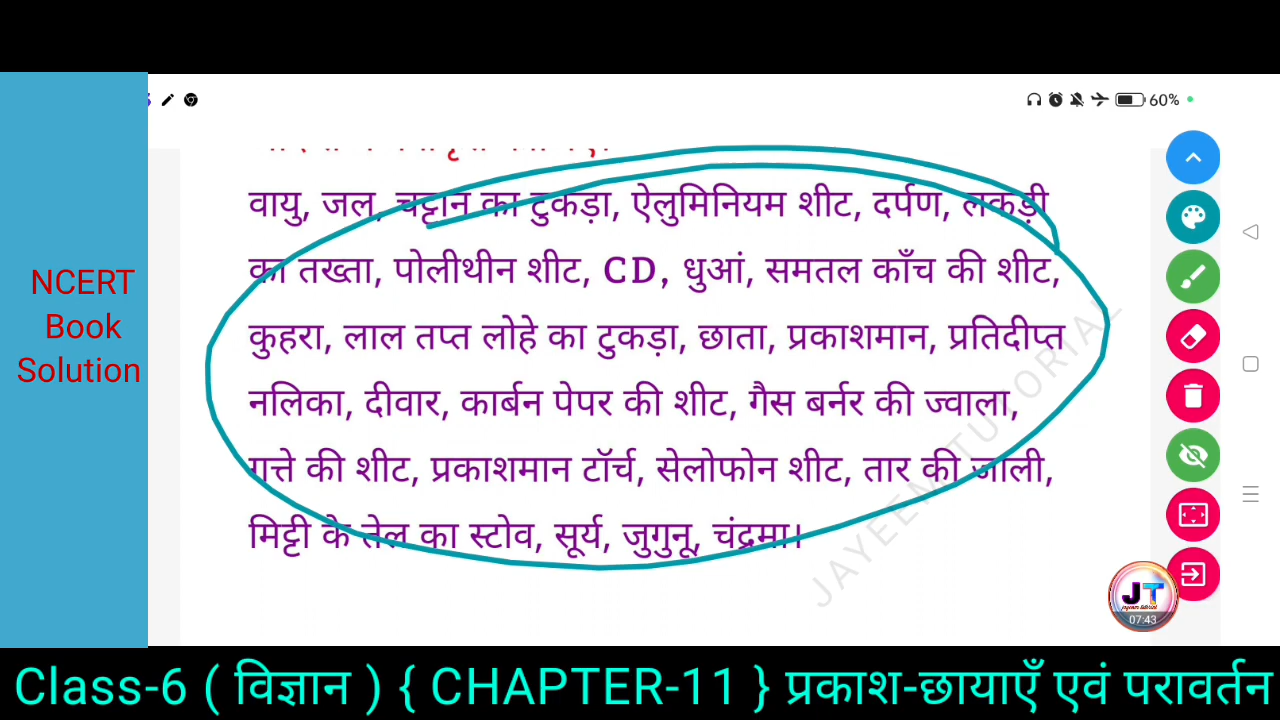 60%
NCERT
Book
Solution
वायु, जल, चट्टान का टुकड़ा, ऐलुमिनियम शीट, दर्पण, लकड़ी
का तख्ता, पोलीथीन शीट, CD, धुआं, समतल काँच की शीट,
कुहरा, लाल तप्त लोहे का टुकड़ा, छाता, प्रकाशमान, प्रतिदीप्त
नलिका, दीवार, कार्बन पेपर की शीट, गैस बर्नर की ज्वाला,
गत्ते की शीट, प्रकाशमान टॉर्च, सेलोफोन शीट, तार की जाली,
मिट्टी के तेल का स्टोव, सूर्य, जुगुनू, चंद्रमा।
JAYEEM TUTORIAL
JT
07:43
Class-6 ( विज्ञान ) { CHAPTER-11 } प्रकाश-छायाएँ एवं परावर्तन